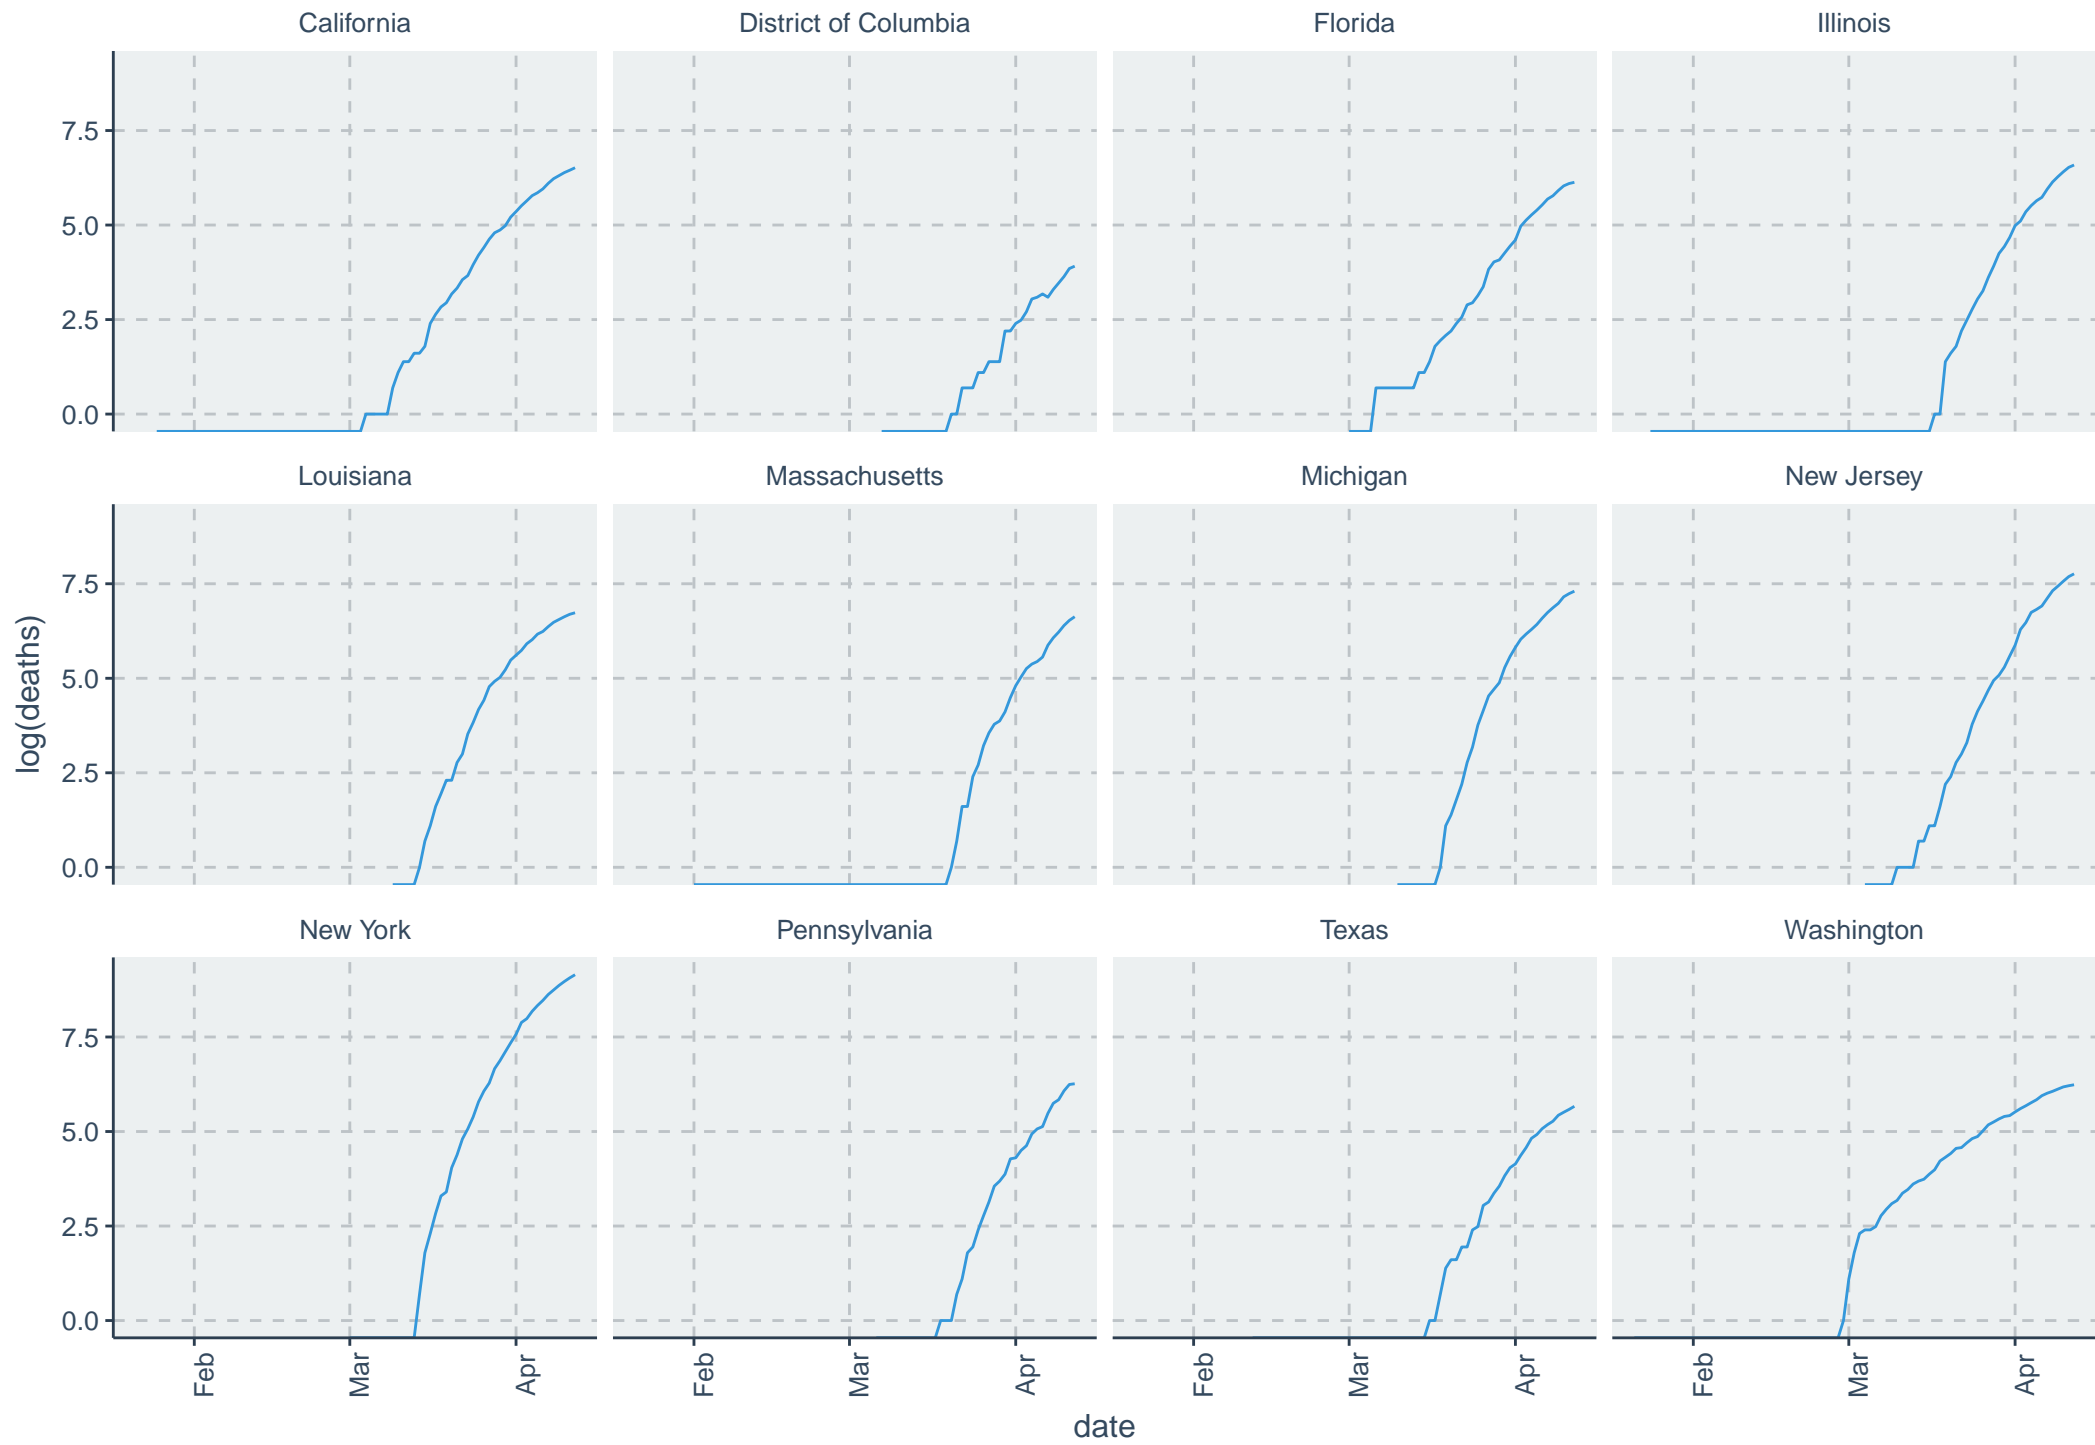 California
District of Columbia
Florida
Illinois
7.5
5.0
2.5
0.0
Louisiana
Massachusetts
Michigan
New Jersey
7.5
5.0
2.5
0.0
log(deaths)
New York
Pennsylvania
Texas
Washington
7.5
5.0
2.5
0.0
Feb
Mar
Apr
Feb
Mar
Apr
Feb
Mar
Apr
Feb
Mar
Apr
date